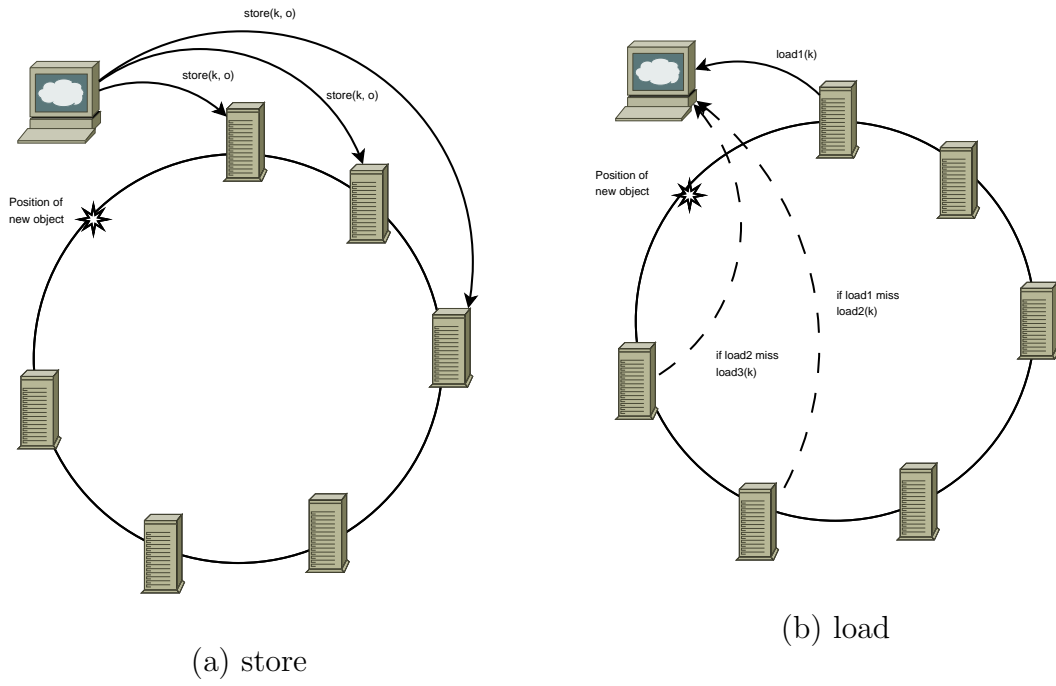 store(k, o)
store(k, o)
store(k, o)
Position of
new object
(a) store
load1(k)
Position of
new object
if load1 miss
load2(k)
if load2 miss
load3(k)
(b) load